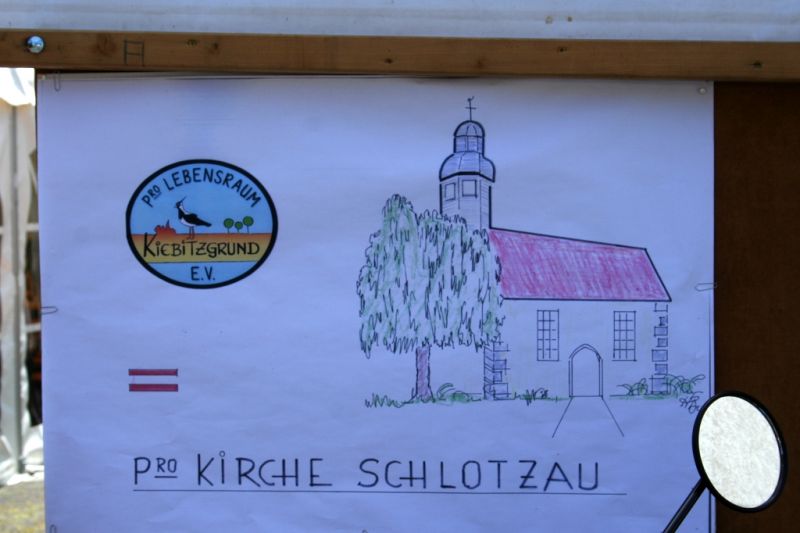 PRO LEBENSRAUM
KIEBITZGRUND
E.V.
PRO KIRCHE SCHLOTZAU